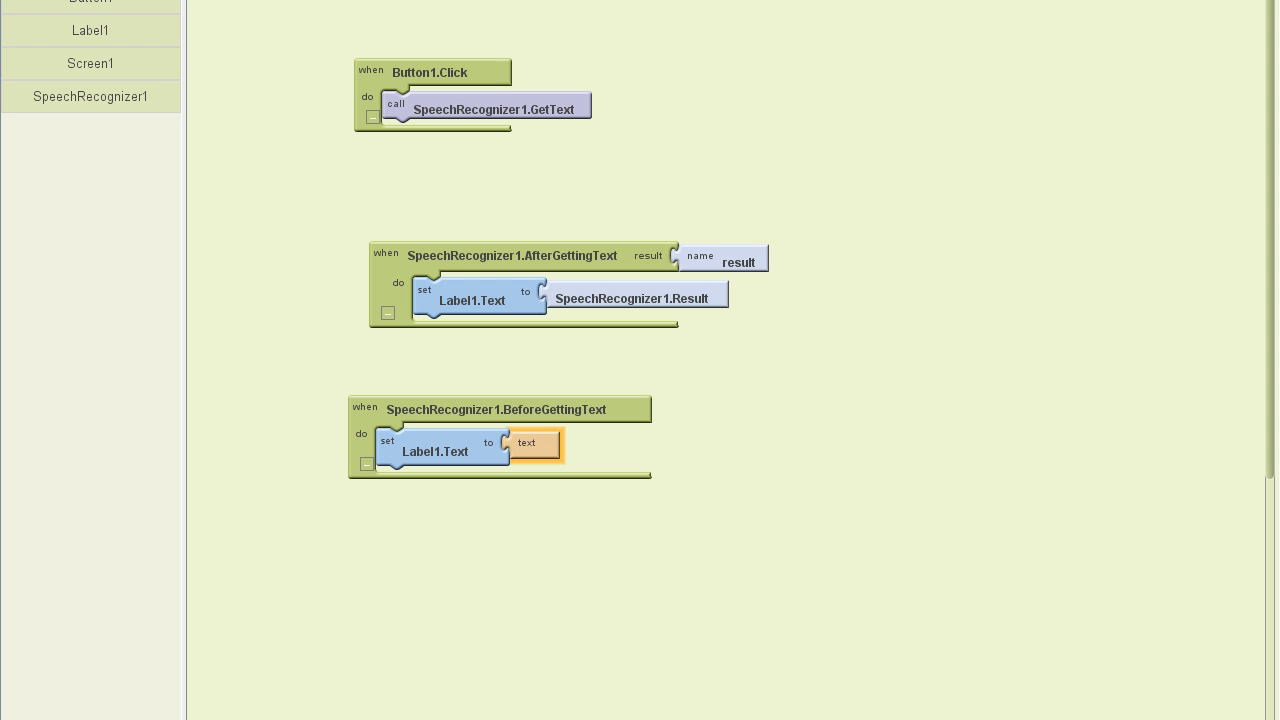 Button1
Label1
Screen1
SpeechRecognizer1
when Button1.Click
do call SpeechRecognizer1.GetText
when SpeechRecognizer1.AfterGettingText result name result
do set Label1.Text to SpeechRecognizer1.Result
when SpeechRecognizer1.BeforeGettingText
do set Label1.Text to text